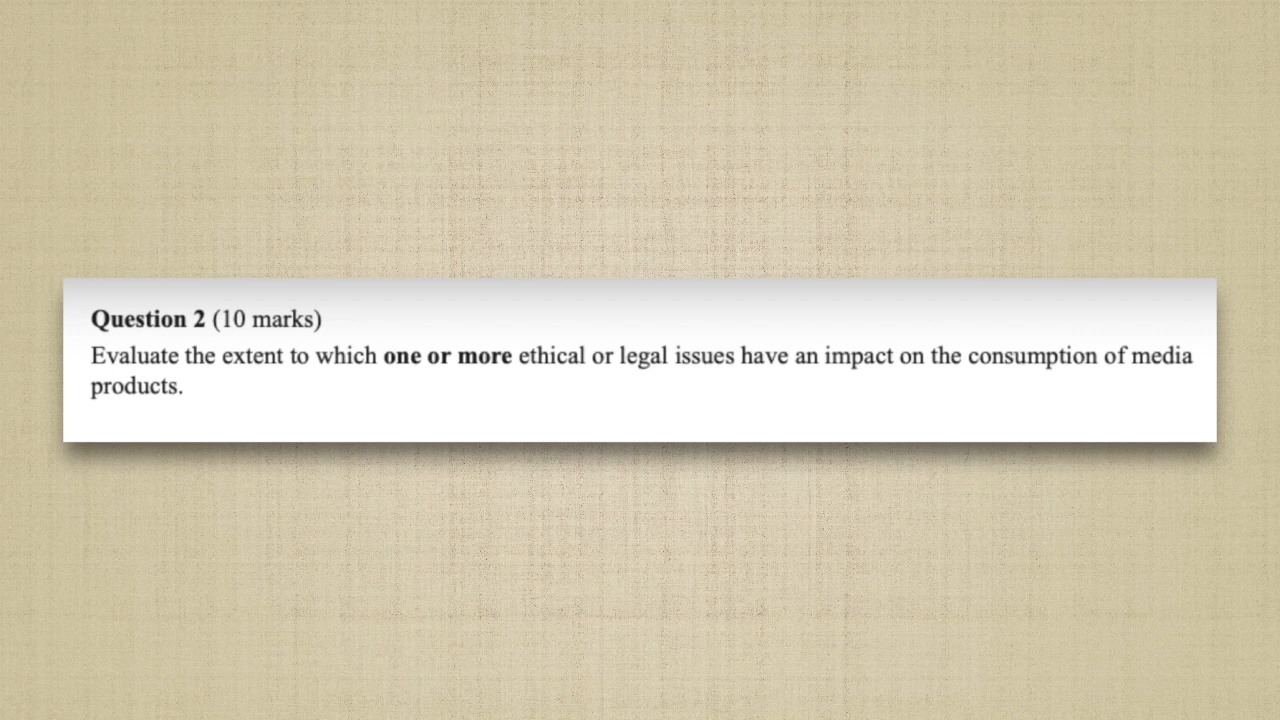 Question 2 (10 marks)
Evaluate the extent to which one or more ethical or legal issues have an impact on the consumption of media
products.